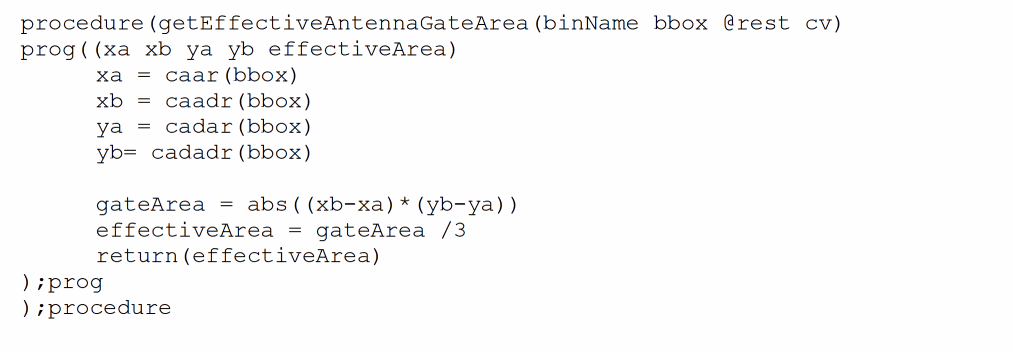 procedure(getEffectiveAntennaGateArea(binName bbox @rest cv)
prog((xa xb ya yb effectiveArea)
xa = caar(bbox)
xb = caadr(bbox)
ya = cadar(bbox)
yb= cadadr(bbox)
gateArea = abs((xb-xa)*(yb-ya))
effectiveArea = gateArea /3
return(effectiveArea)
);prog
);procedure